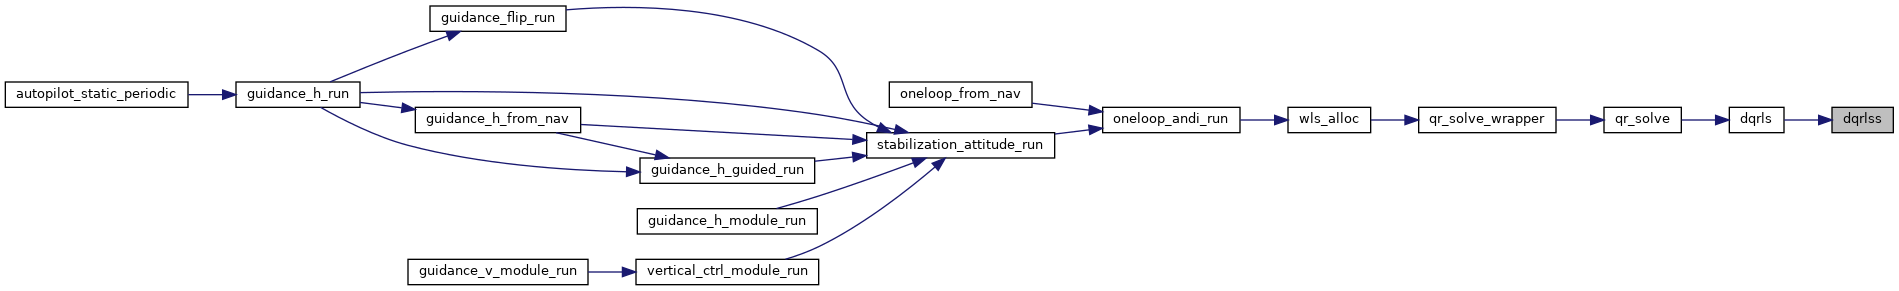 guidance_flip_run
autopilot_static_periodic
guidance_h_run
guidance_h_from_nav
guidance_h_guided_run
guidance_h_module_run
guidance_v_module_run
vertical_ctrl_module_run
stabilization_attitude_run
oneloop_from_nav
oneloop_andi_run
wls_alloc
qr_solve_wrapper
qr_solve
dqrls
dqrlss